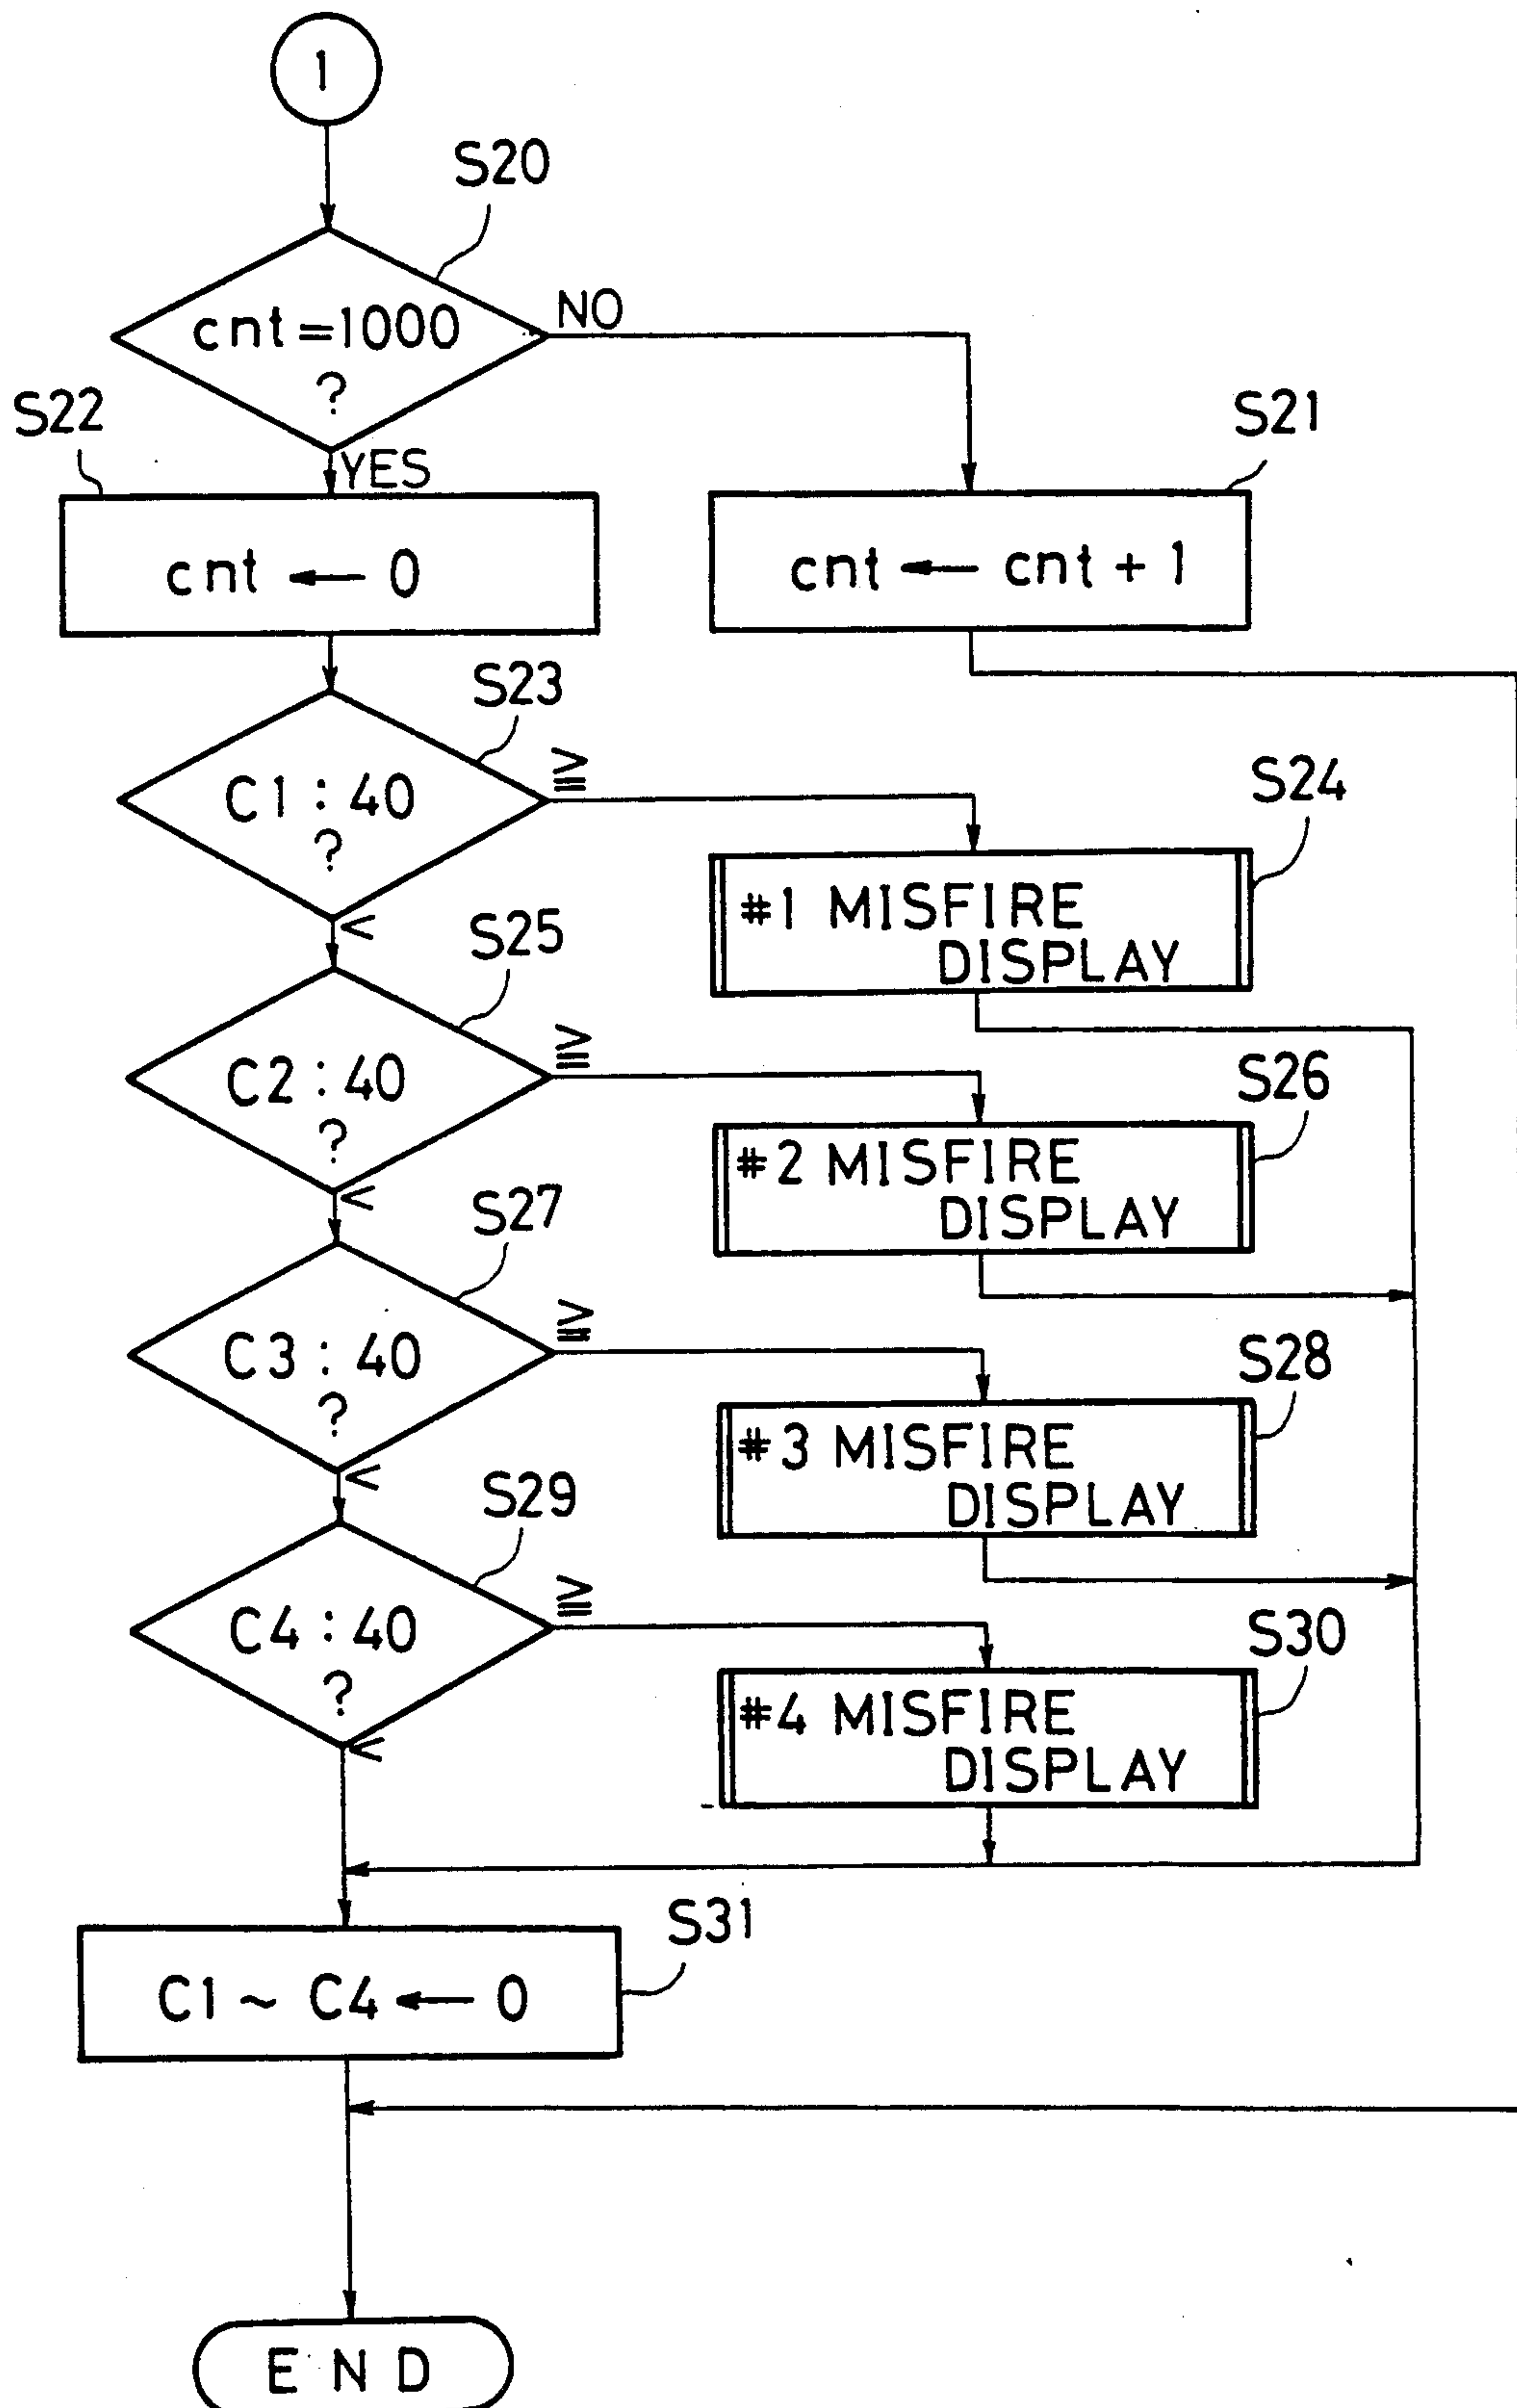 1
S20
cnt=1000
?
NO
YES
S22
cnt ← 0
S21
cnt ← cnt + 1
S23
C1 : 40
?
≧
<
S24
#1 MISFIRE
DISPLAY
S25
C2 : 40
?
≧
<
S26
#2 MISFIRE
DISPLAY
S27
C3 : 40
?
≧
<
S28
#3 MISFIRE
DISPLAY
S29
C4 : 40
?
≧
<
S30
#4 MISFIRE
DISPLAY
S31
C1 ~ C4 ← 0
END